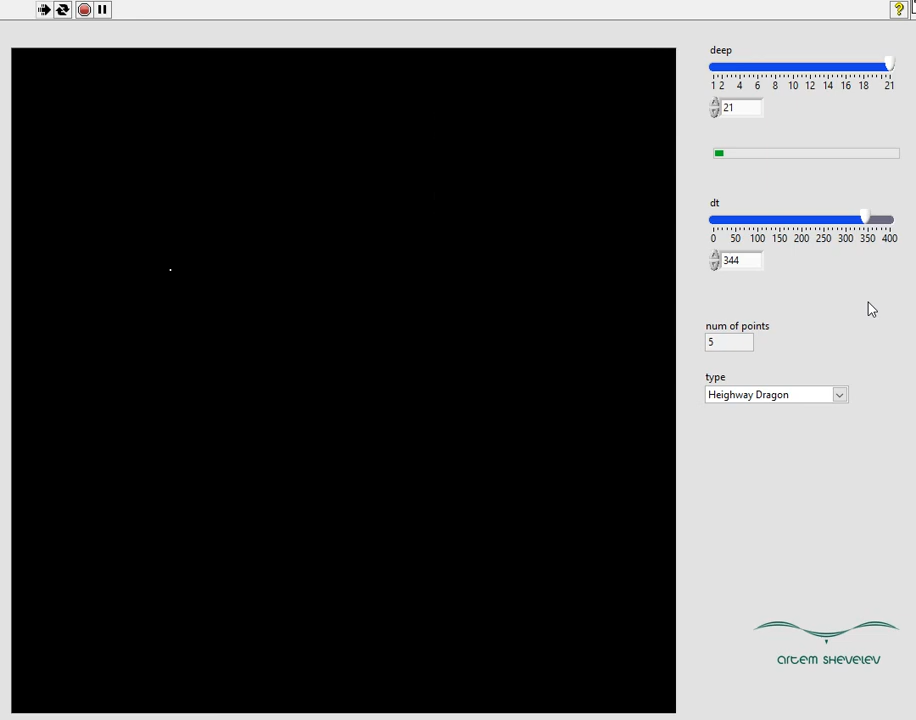 ?
deep
1 2 4 6 8 10 12 14 16 18 21
21
dt
0 50 100 150 200 250 300 350 400
344
num of points
5
type
Heighway Dragon
artem shevelev